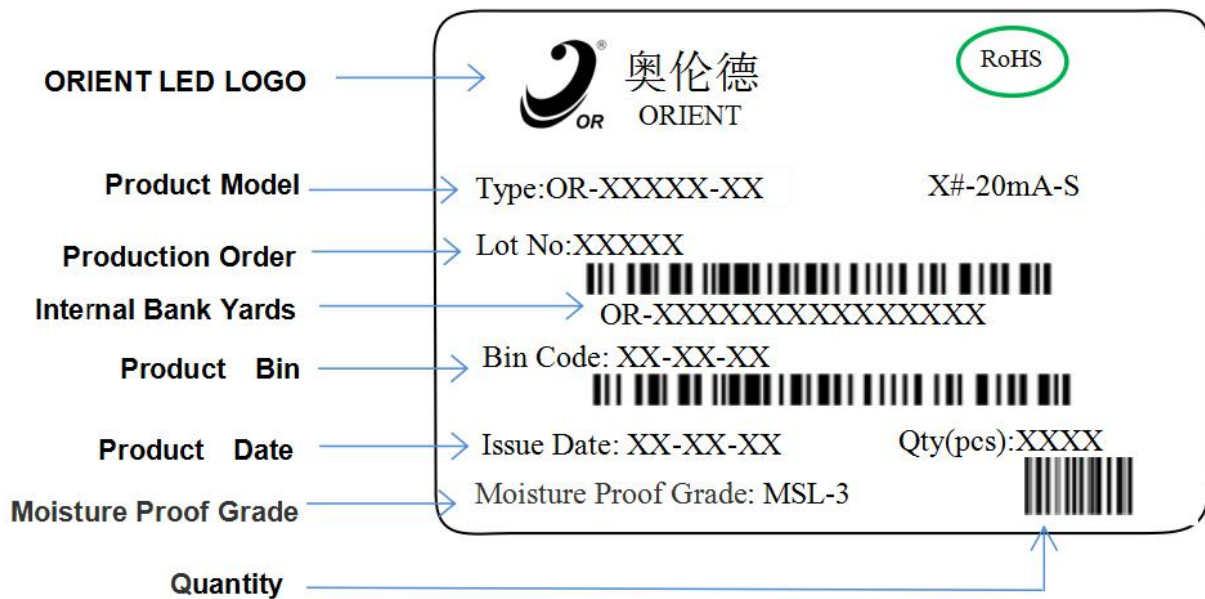 RoHS
奥伦德
ORIENT LED LOGO
®
OR
ORIENT
Product Model
Type:OR-XXXXX-XX
X#-20mA-S
Production Order
Lot No:XXXXX
Internal Bank Yards
OR-XXXXXXXXXXXXXXX
Product Bin
Bin Code: XX-XX-XX
Product Date
Issue Date: XX-XX-XX
Qty(pcs):XXXX
Moisture Proof Grade
Moisture Proof Grade: MSL-3
Quantity